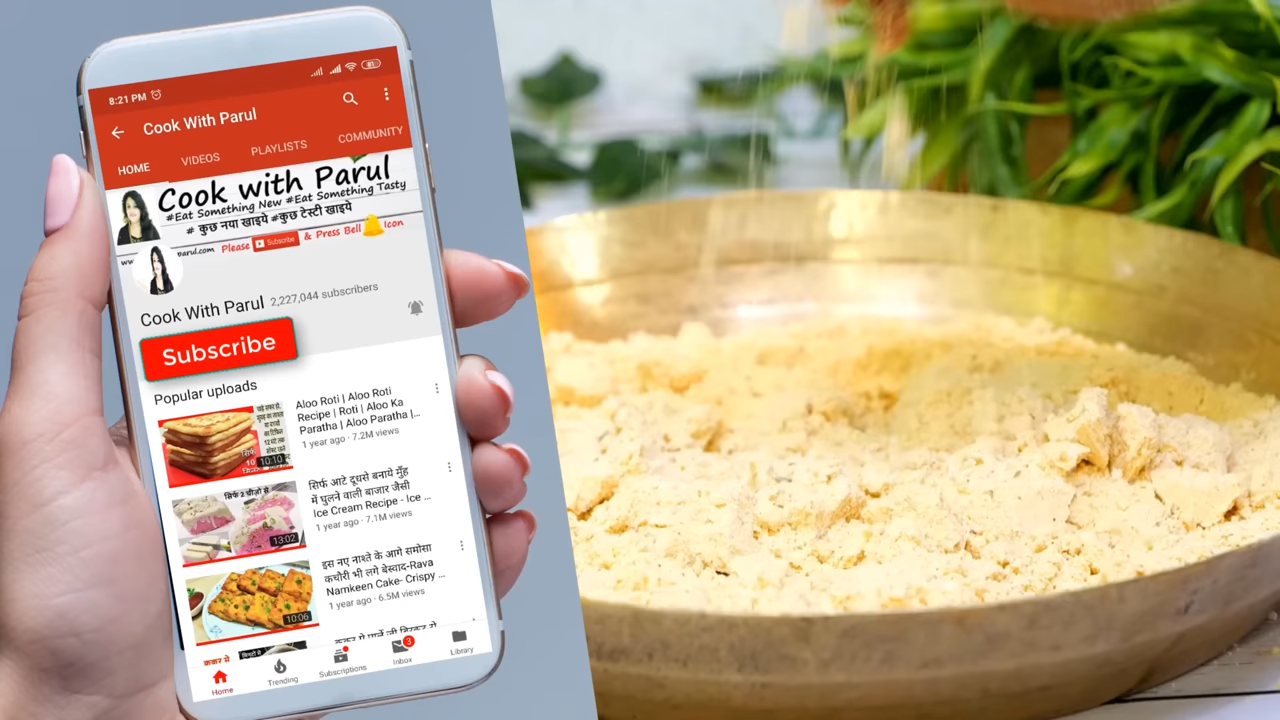 8:21 PM
81
Cook With Parul
HOME VIDEOS PLAYLISTS COMMUNITY
Cook with Parul
#Eat Something New #Eat Something Tasty
# कुछ नया खाइये #कुछ टेस्टी खाइये
Please Subscribe & Press Bell Icon
parul.com
Cook With Parul 2,227,044 subscribers
Subscribe
Popular uploads
Aloo Roti | Aloo Roti
Recipe | Roti | Aloo Ka
Paratha | Aloo Paratha |...
1 year ago · 7.2M views
10:10
सिर्फ 2 चीज़ो से
सिर्फ आटे दूधसे बनाये मुँह
में घुलने वाली बाजार जैसी
Ice Cream Recipe - Ice ...
1 year ago · 7.1M views
13:02
इस नए नाश्ते के आगे समोसा
कचौरी भी लगे बेस्वाद-Rava
Namkeen Cake- Crispy ...
1 year ago · 6.5M views
10:06
Home Trending Subscriptions Inbox Library
3